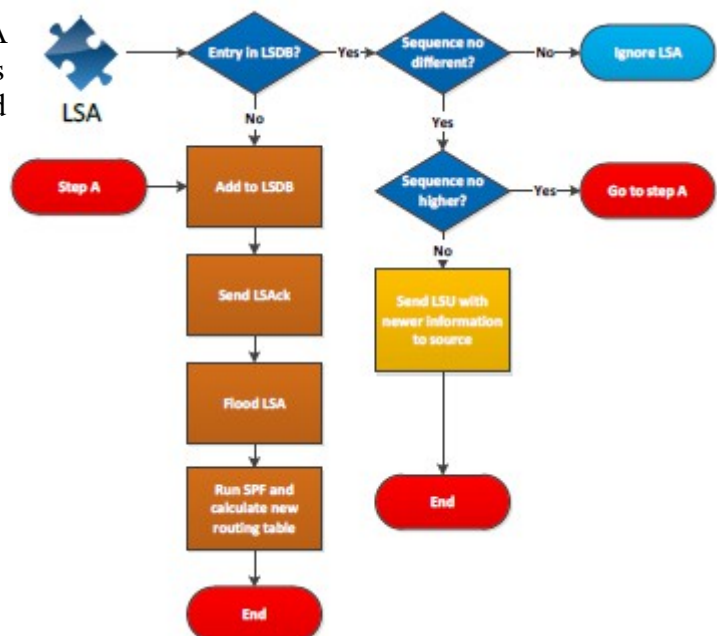 A
s
d
LSA
Entry in LSDB?
Yes
Sequence no
different?
No
Ignore LSA
No
Yes
Step A
Add to LSDB
Sequence no
higher?
Yes
Go to step A
No
Send LSAck
Send LSU with
newer information
to source
Flood LSA
Run SPF and
calculate new
routing table
End
End